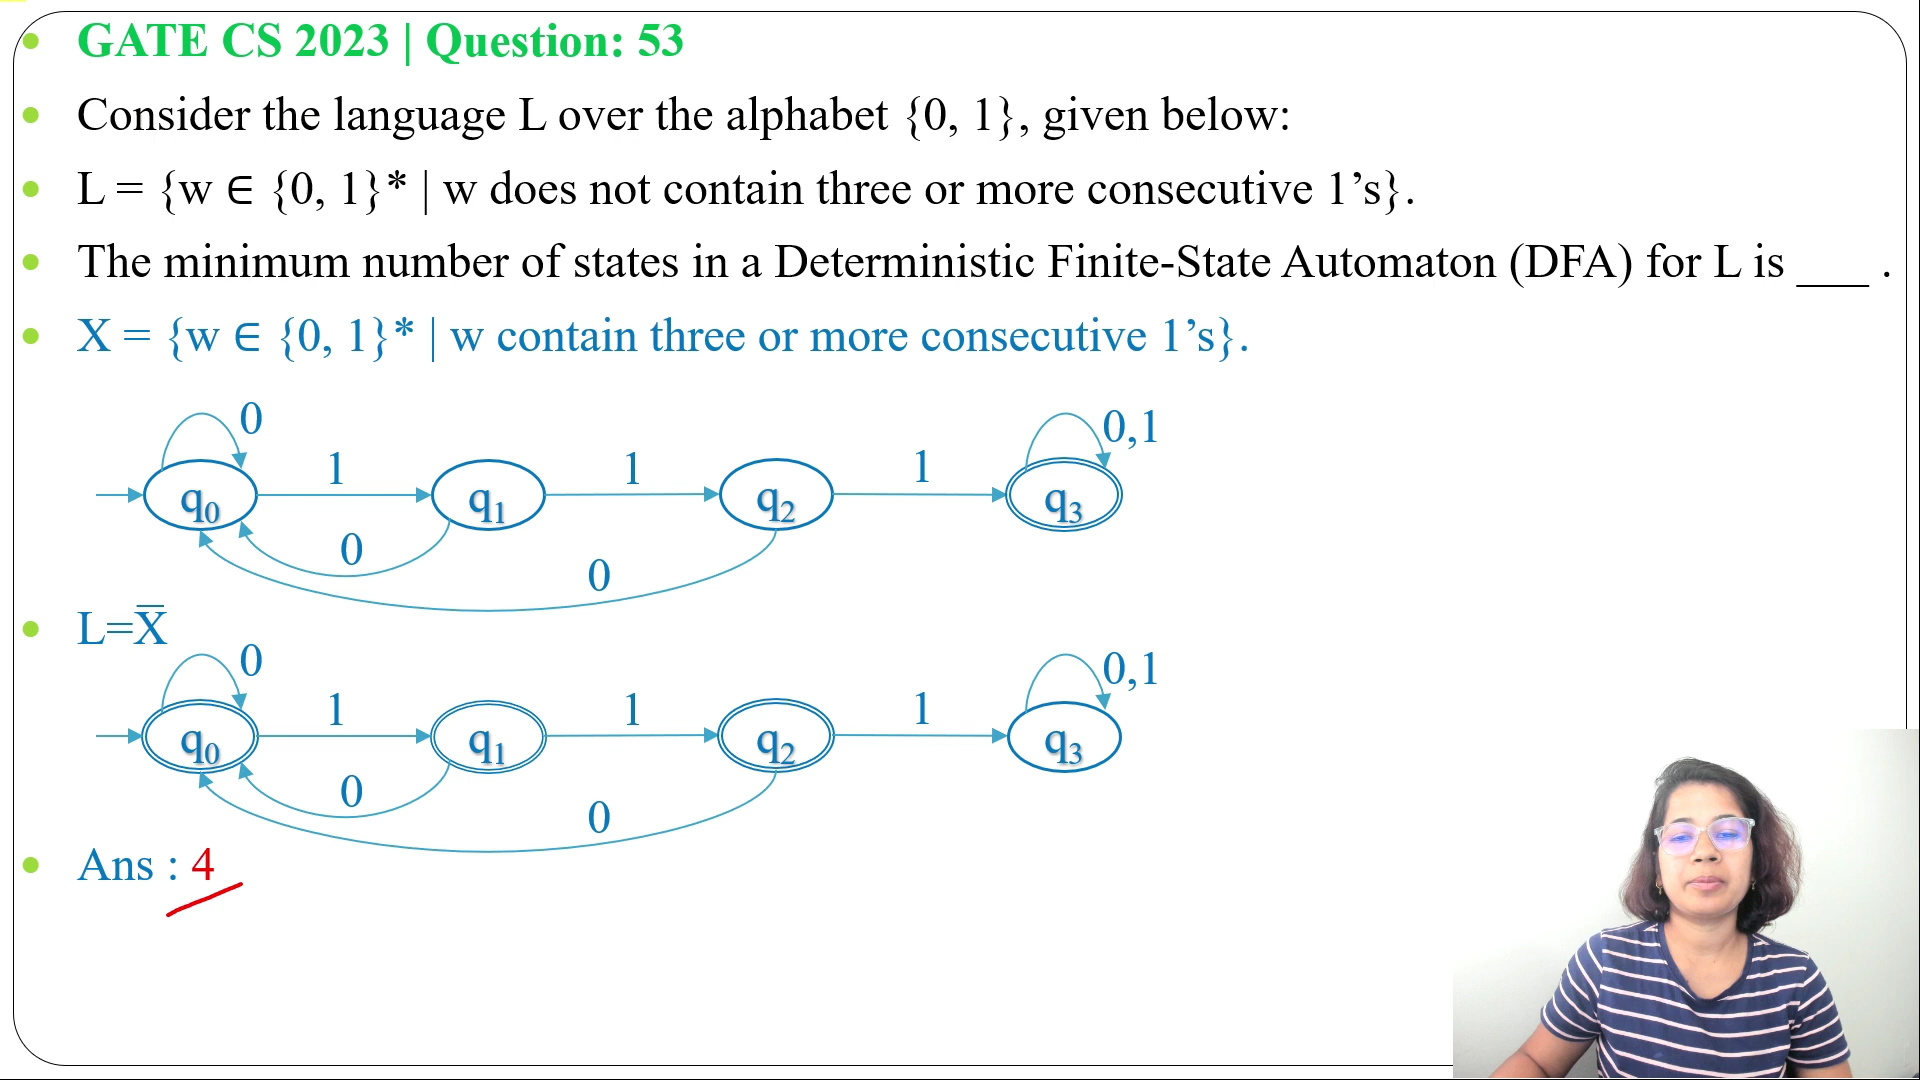 GATE CS 2023 | Question: 53
Consider the language L over the alphabet {0, 1}, given below:
L = {w ∈ {0, 1}* | w does not contain three or more consecutive 1’s}.
The minimum number of states in a Deterministic Finite-State Automaton (DFA) for L is ___ .
X = {w ∈ {0, 1}* | w contain three or more consecutive 1’s}.
0 0,1
1 1 1
q₀ q₁ q₂ q₃
0 0
L=X̅
0 0,1
1 1 1
q₀ q₁ q₂ q₃
0 0
Ans : 4